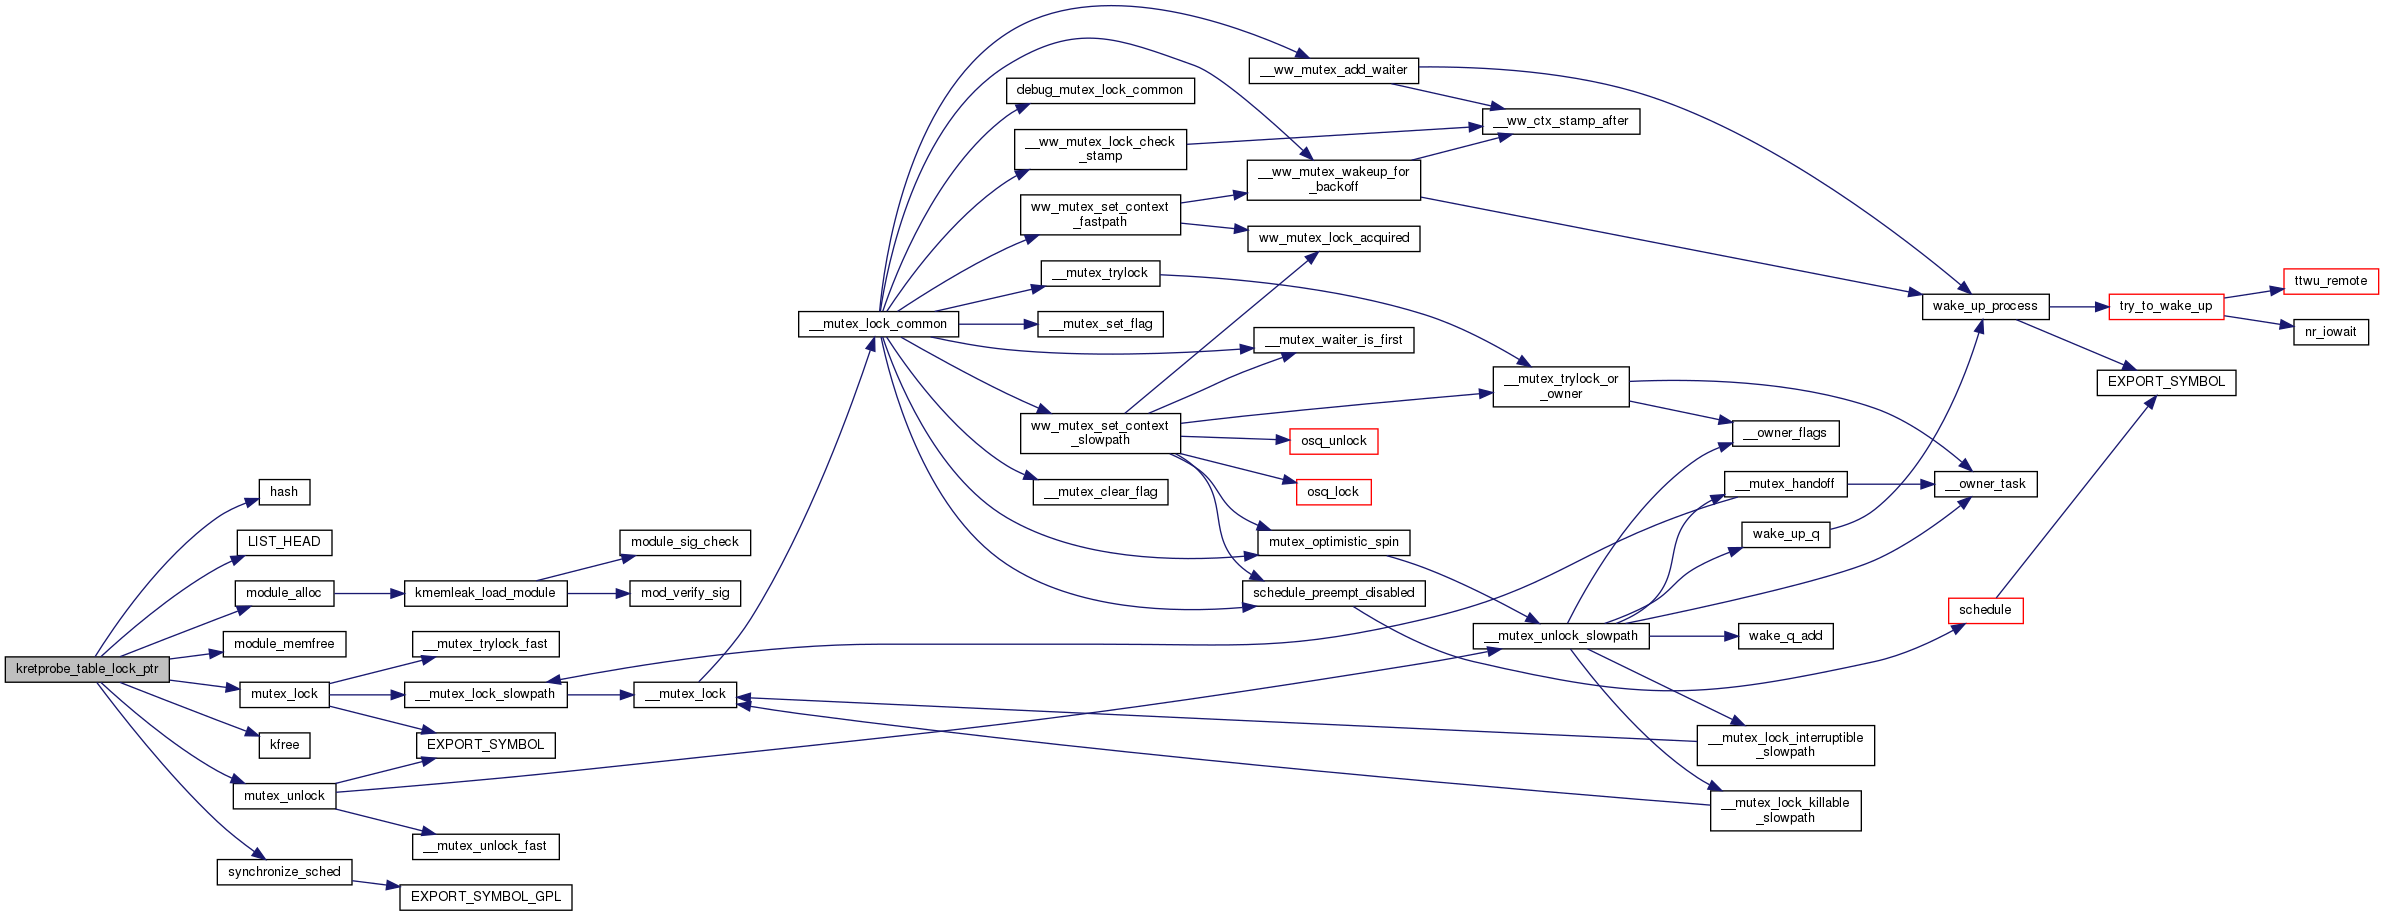 kretprobe_table_lock_ptr
hash
LIST_HEAD
module_alloc
module_memfree
mutex_lock
kfree
mutex_unlock
synchronize_sched
kmemleak_load_module
__mutex_trylock_fast
__mutex_lock_slowpath
EXPORT_SYMBOL
__mutex_unlock_fast
EXPORT_SYMBOL_GPL
module_sig_check
mod_verify_sig
__mutex_lock
__mutex_lock_common
debug_mutex_lock_common
__ww_mutex_lock_check
_stamp
ww_mutex_set_context
_fastpath
__mutex_trylock
__mutex_set_flag
ww_mutex_set_context
_slowpath
__mutex_clear_flag
__ww_mutex_add_waiter
__ww_mutex_wakeup_for
_backoff
ww_mutex_lock_acquired
__mutex_waiter_is_first
osq_unlock
osq_lock
mutex_optimistic_spin
schedule_preempt_disabled
__ww_ctx_stamp_after
__mutex_trylock_or
_owner
__mutex_unlock_slowpath
__owner_flags
__mutex_handoff
wake_up_q
wake_q_add
__mutex_lock_interruptible
_slowpath
__mutex_lock_killable
_slowpath
wake_up_process
__owner_task
schedule
try_to_wake_up
EXPORT_SYMBOL
ttwu_remote
nr_iowait